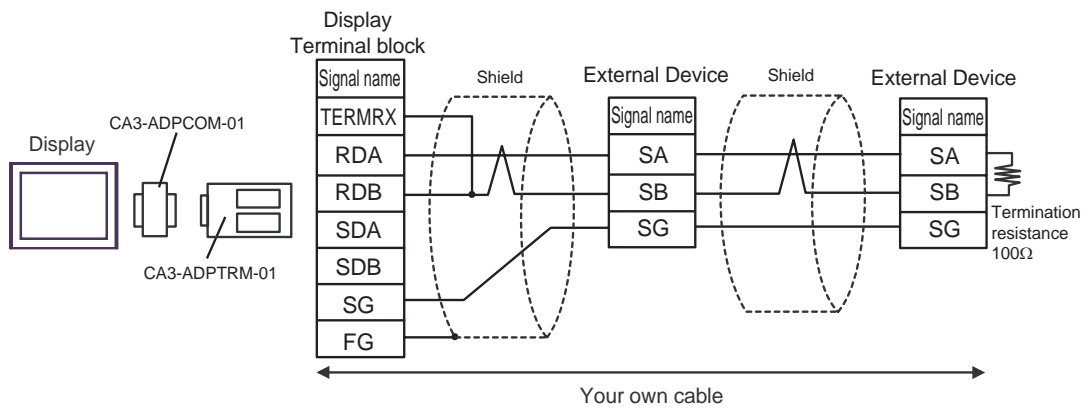 Display
Terminal block
Signal name
TERMRX
RDA
RDB
SDA
SDB
SG
FG
Display
CA3-ADPCOM-01
CA3-ADPTRM-01
Shield
External Device
Signal name
SA
SB
SG
Shield
External Device
Signal name
SA
SB
SG
Termination
resistance
100Ω
Your own cable